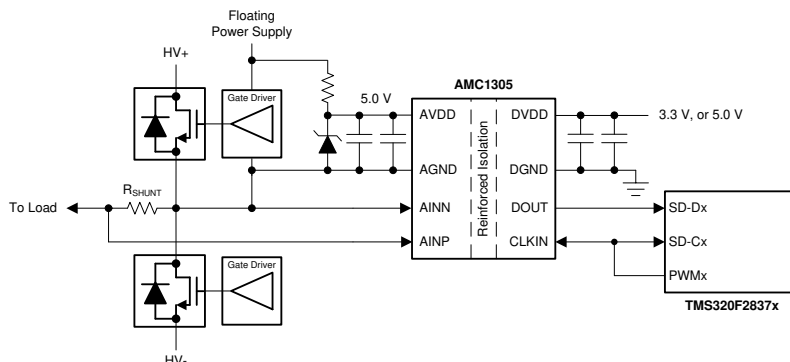 Floating
Power Supply
HV+
Gate Driver
5.0 V
AMC1305
AVDD
DVDD
3.3 V, or 5.0 V
Reinforced Isolation
AGND
DGND
RSHUNT
To Load
AINN
DOUT
SD-Dx
AINP
CLKIN
SD-Cx
Gate Driver
PWMx
TMS320F2837x
HV-